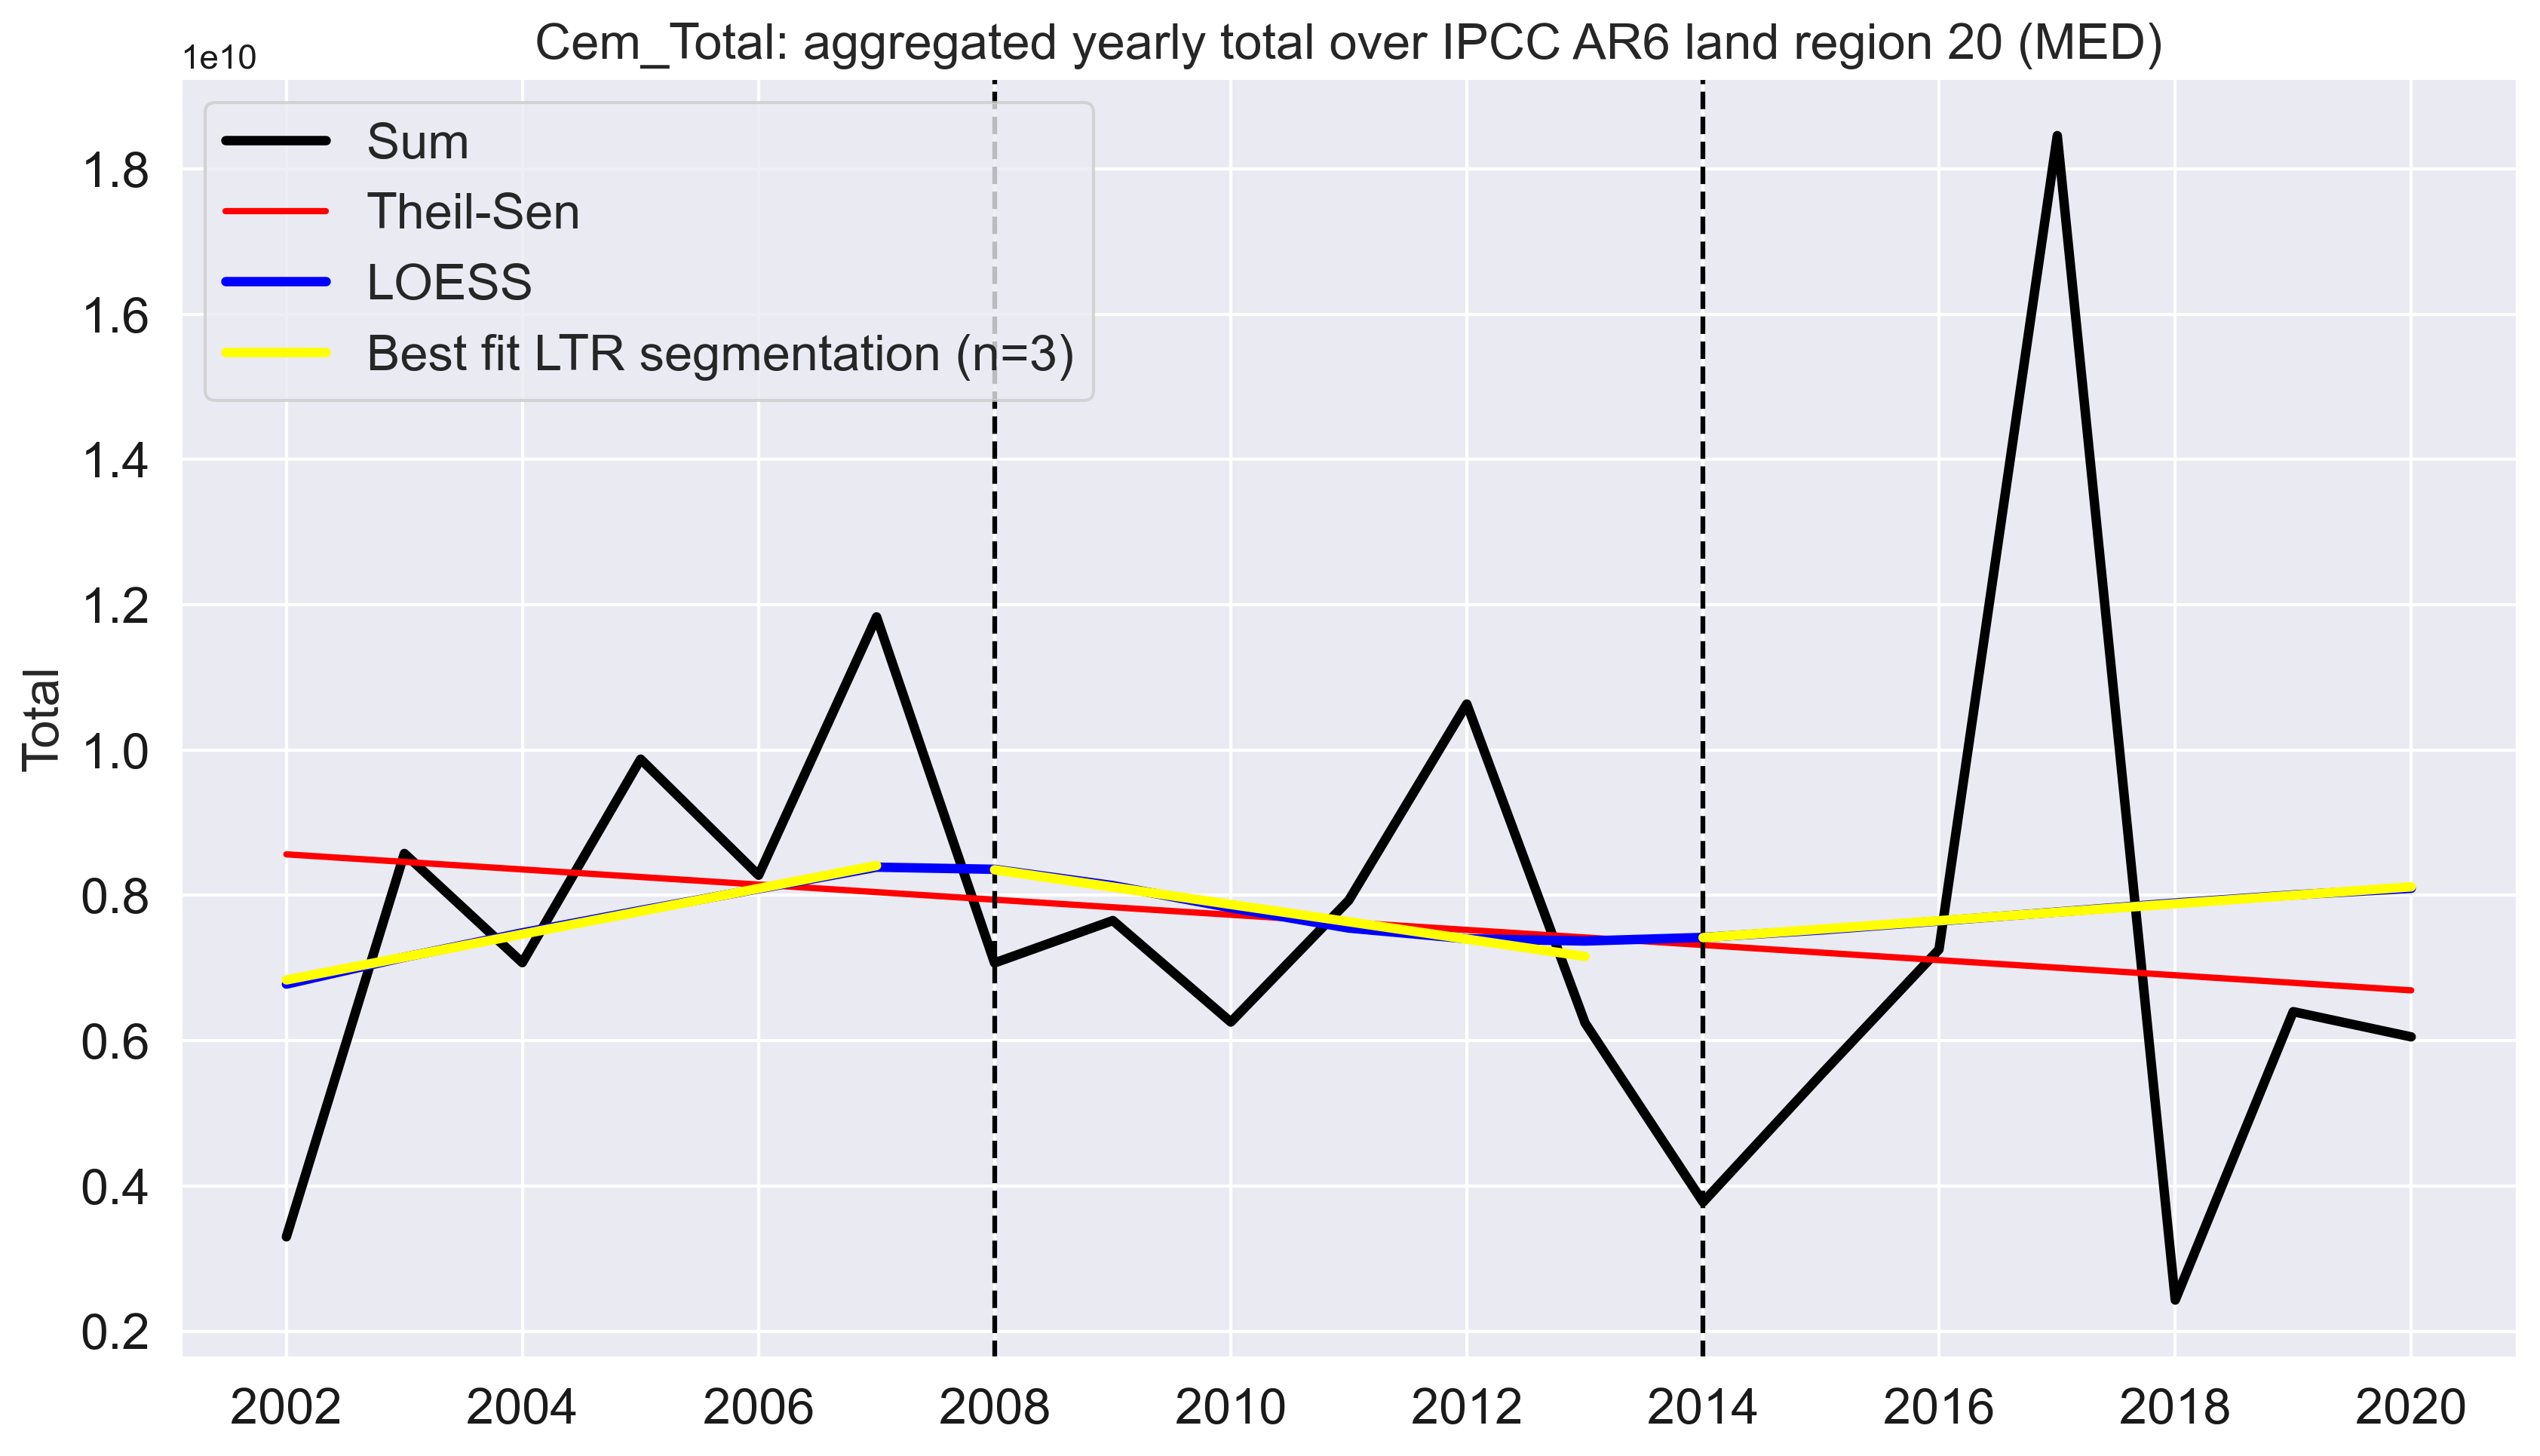 Cem_Total: aggregated yearly total over IPCC AR6 land region 20 (MED)
1e10
Sum
Theil-Sen
LOESS
Best fit LTR segmentation (n=3)
Total
1.8
1.6
1.4
1.2
1.0
0.8
0.6
0.4
0.2
2002 2004 2006 2008 2010 2012 2014 2016 2018 2020